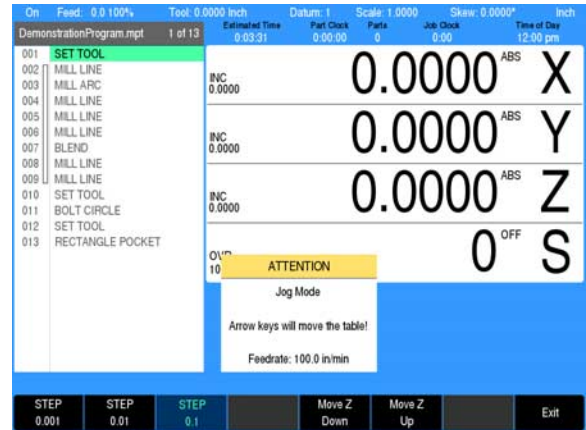 On Feed: 0.0 100% Tool: 0.0000 Inch Datum: 1 Scale: 1.0000 Skew: 0.0000° Inch
DemonstrationProgram.mpt 1 of 13
Estimated Time Part Clock Parts Job Clock Time of Day
0:03:31 0:00:00 0 0:00 12:00 pm
001 SET TOOL
002 MILL LINE
003 MILL ARC
004 MILL LINE
005 MILL LINE
006 MILL LINE
007 BLEND
008 MILL LINE
009 MILL LINE
010 SET TOOL
011 BOLT CIRCLE
012 SET TOOL
013 RECTANGLE POCKET
INC
0.0000
0.0000 ABS X
INC
0.0000
0.0000 ABS Y
INC
0.0000
0.0000 ABS Z
0 OFF S
10
ATTENTION
Jog Mode
Arrow keys will move the table!
Feedrate: 100.0 in/min
STEP
0.001
STEP
0.01
STEP
0.1
Move Z
Down
Move Z
Up
Exit